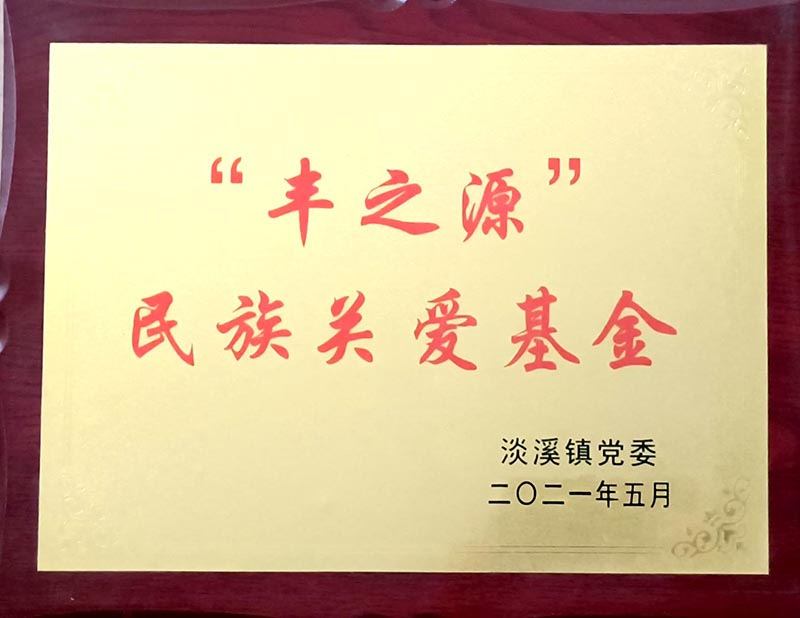 “丰之源”
民族关爱基金
淡溪镇党委
二〇二一年五月